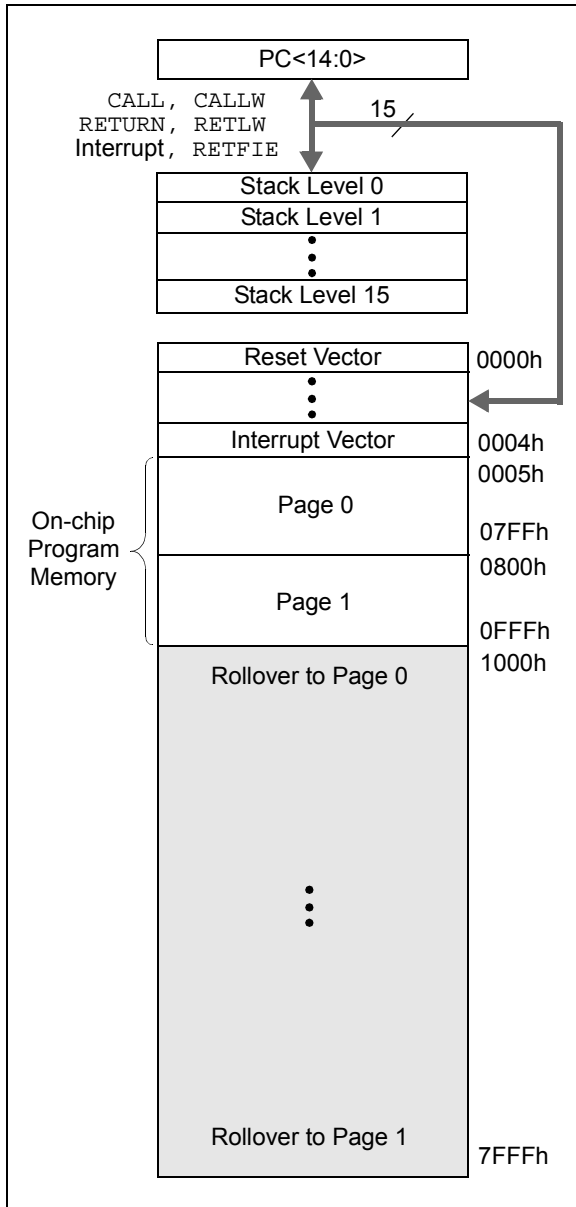 PC<14:0>
CALL, CALLW
RETURN, RETLW
Interrupt, RETFIE
15
Stack Level 0
Stack Level 1
Stack Level 15
Reset Vector
0000h
Interrupt Vector
0004h
0005h
On-chip
Program
Memory
Page 0
07FFh
0800h
Page 1
0FFFh
1000h
Rollover to Page 0
Rollover to Page 1
7FFFh